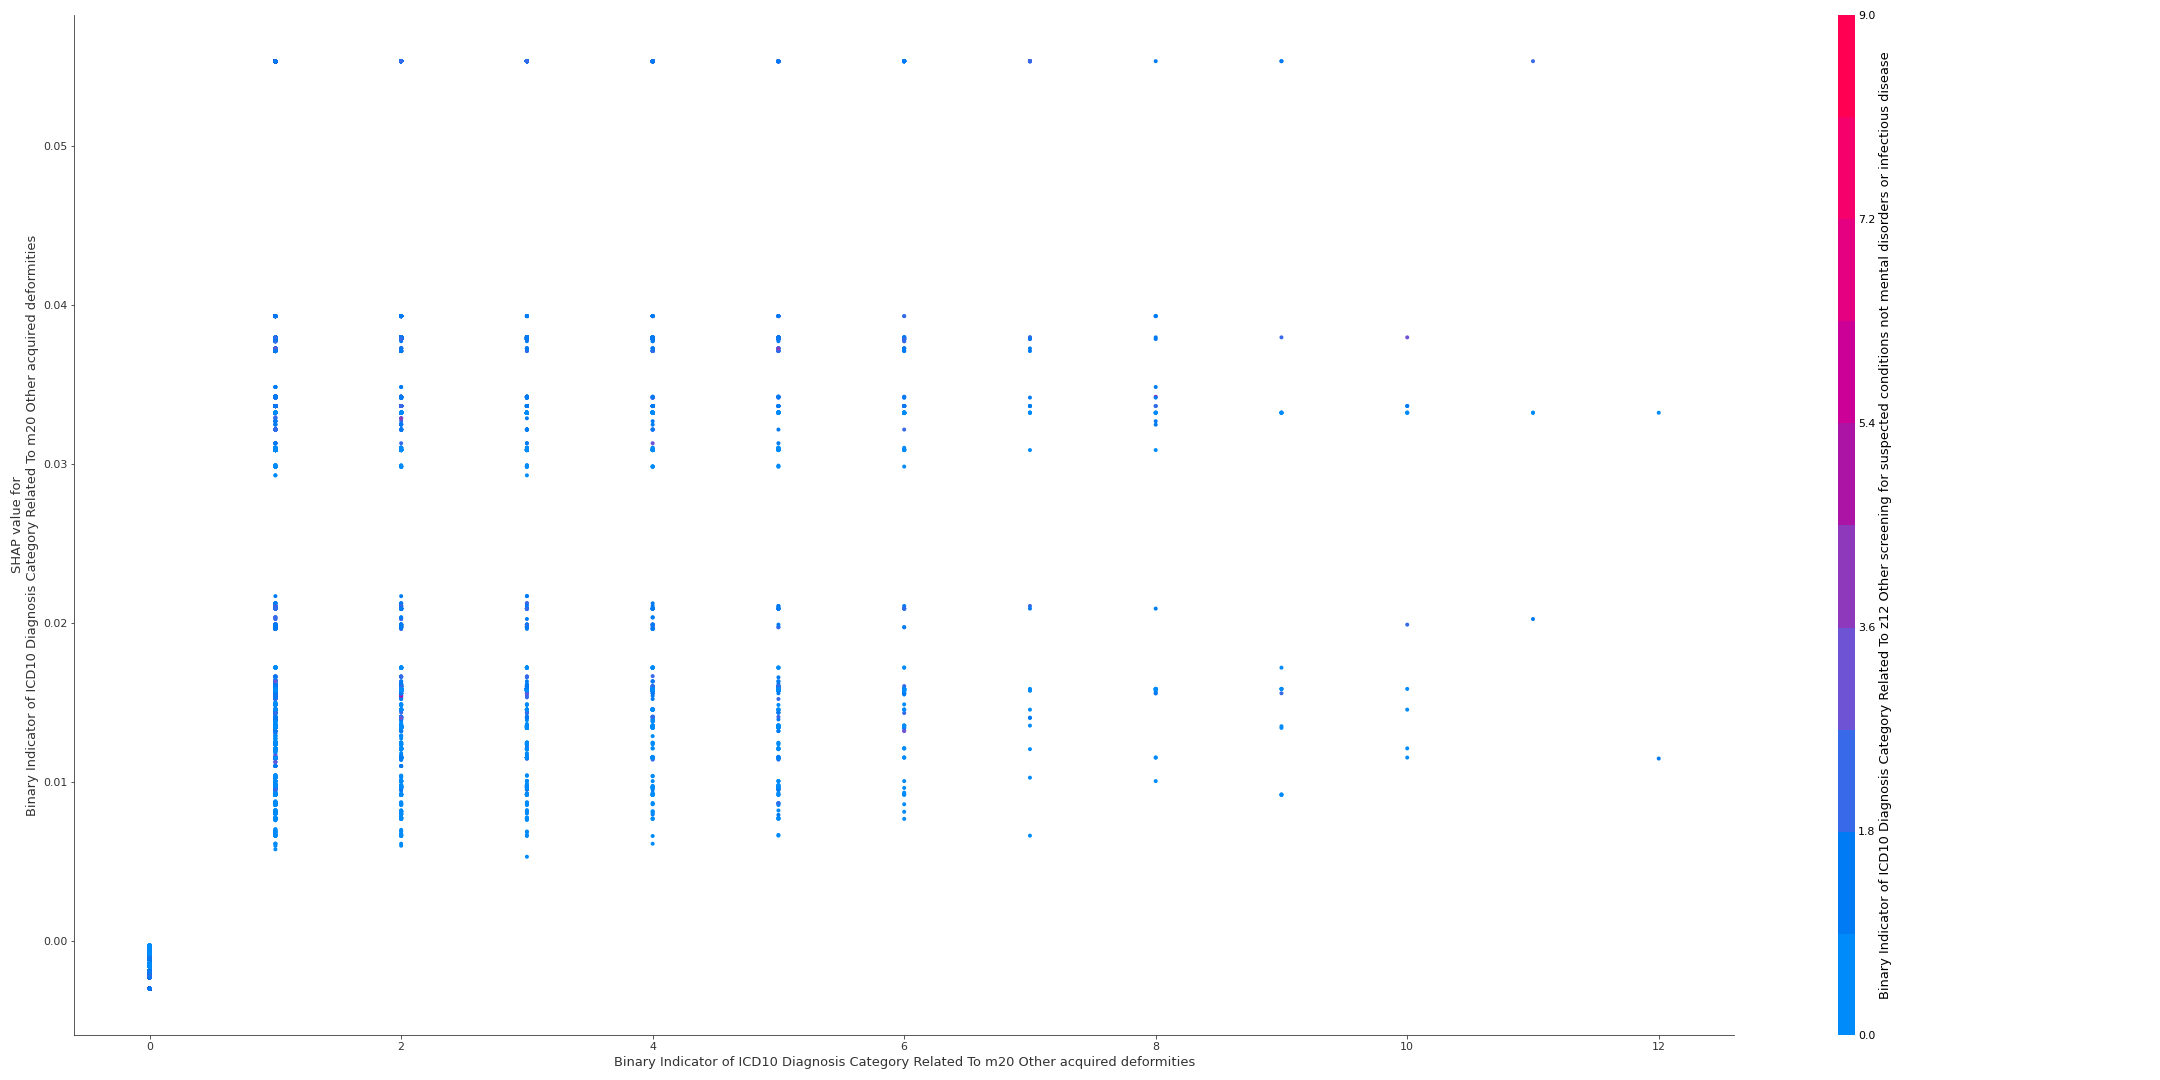 SHAP value for
Binary Indicator of ICD10 Diagnosis Category Related To m20 Other acquired deformities
0.05
0.04
0.03
0.02
0.01
0.00
0 2 4 6 8 10 12
Binary Indicator of ICD10 Diagnosis Category Related To m20 Other acquired deformities
9.0
7.2
5.4
3.6
1.8
0.0
Binary Indicator of ICD10 Diagnosis Category Related To z12 Other screening for suspected conditions not mental disorders or infectious disease